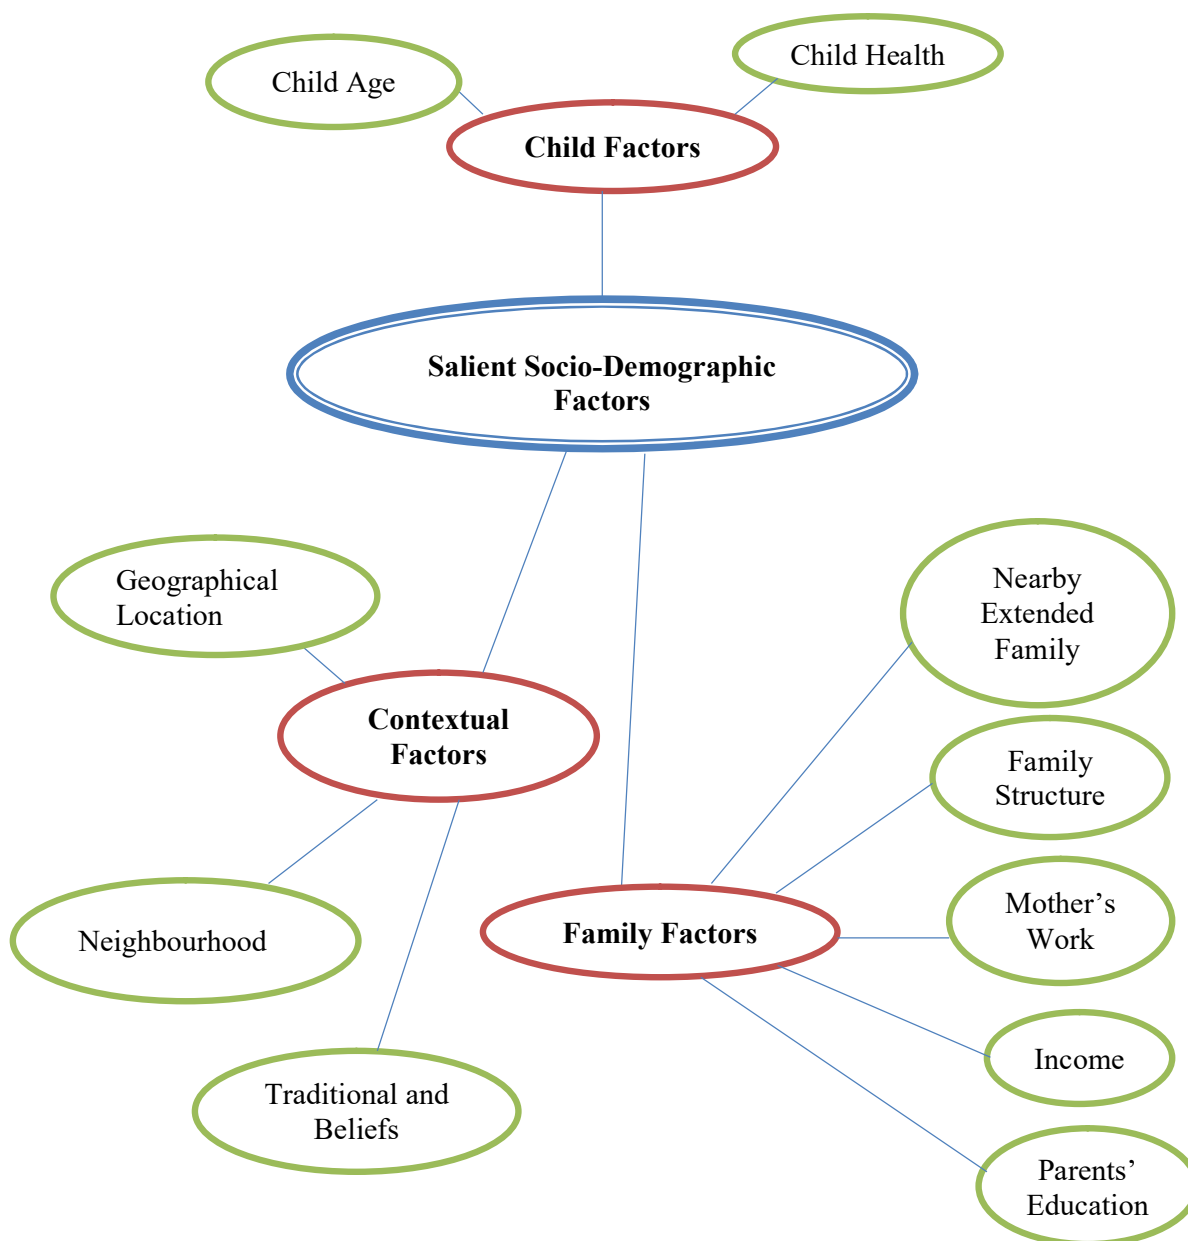 Child Age
Child Health
Child Factors
Salient Socio-Demographic
Factors
Geographical
Location
Contextual
Factors
Neighbourhood
Traditional and
Beliefs
Nearby
Extended
Family
Family
Structure
Mother’s
Work
Family Factors
Income
Parents’
Education